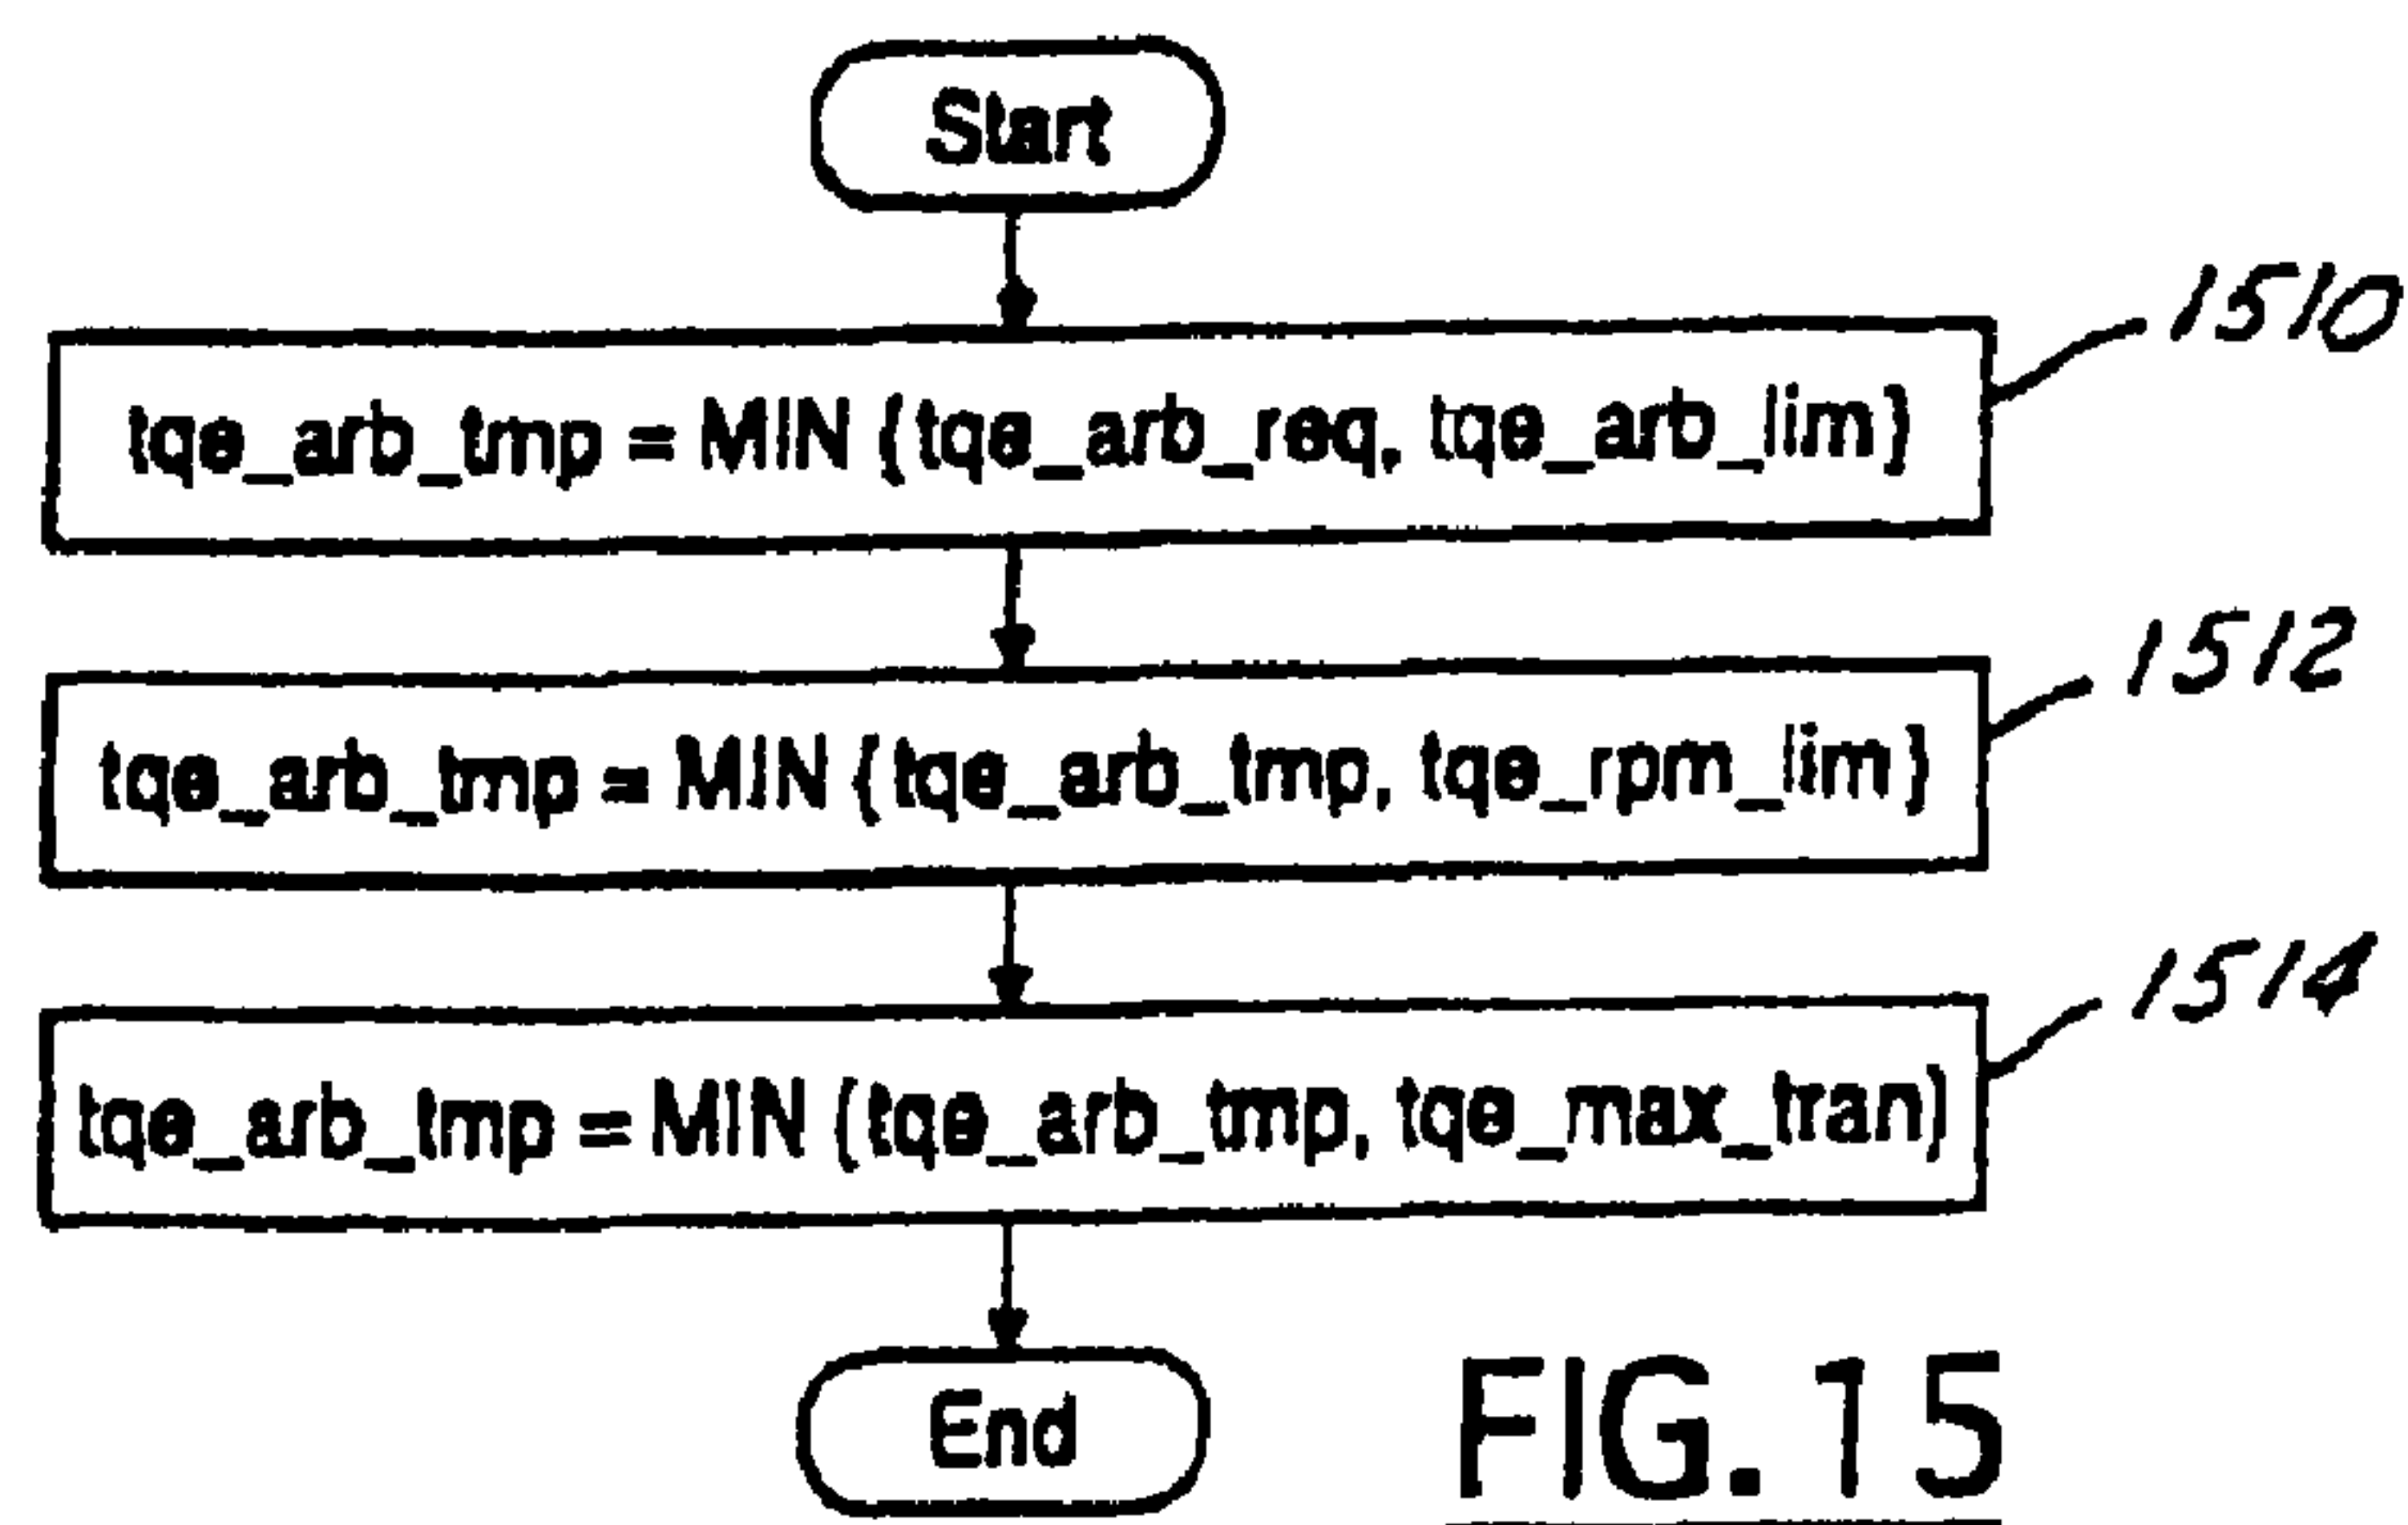 Start
1510
tqe_arb_tmp = MIN (tqe_arb_req, tqe_arb_lim)
1512
tqe_arb_tmp = MIN (tqe_arb_tmp, tqe_rpm_lim)
1514
tqe_arb_tmp = MIN (tqe_arb_tmp, tqe_max_tran)
End
FIG.15